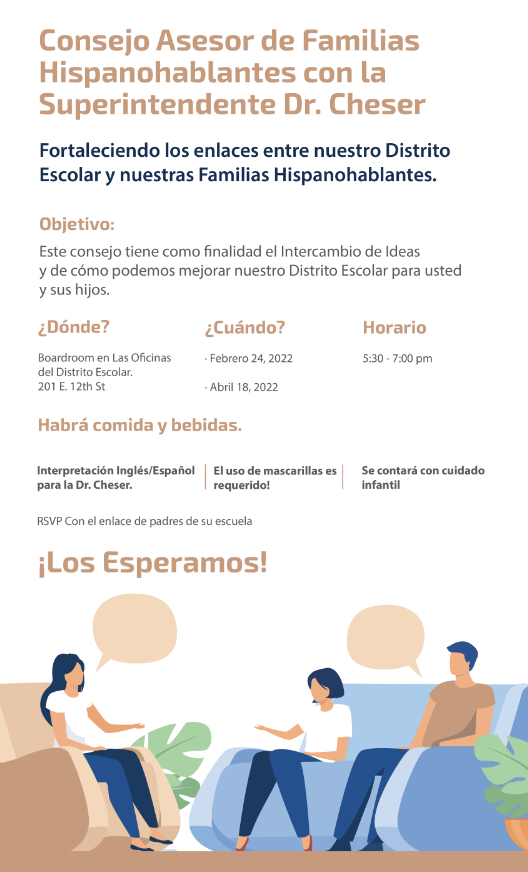 Consejo Asesor de Familias
Hispanohablantes con la
Superintendente Dr. Cheser
Fortaleciendo los enlaces entre nuestro Distrito
Escolar y nuestras Familias Hispanohablantes.
Objetivo:
Este consejo tiene como finalidad el Intercambio de Ideas
y de cómo podemos mejorar nuestro Distrito Escolar para usted
y sus hijos.
¿Dónde?
Boardroom en Las Oficinas
del Distrito Escolar.
201 E. 12th St
¿Cuándo?
· Febrero 24, 2022
· Abril 18, 2022
Horario
5:30 - 7:00 pm
Habrá comida y bebidas.
Interpretación Inglés/Español
para la Dr. Cheser.
El uso de mascarillas es
requerido!
Se contará con cuidado
infantil
RSVP Con el enlace de padres de su escuela
¡Los Esperamos!